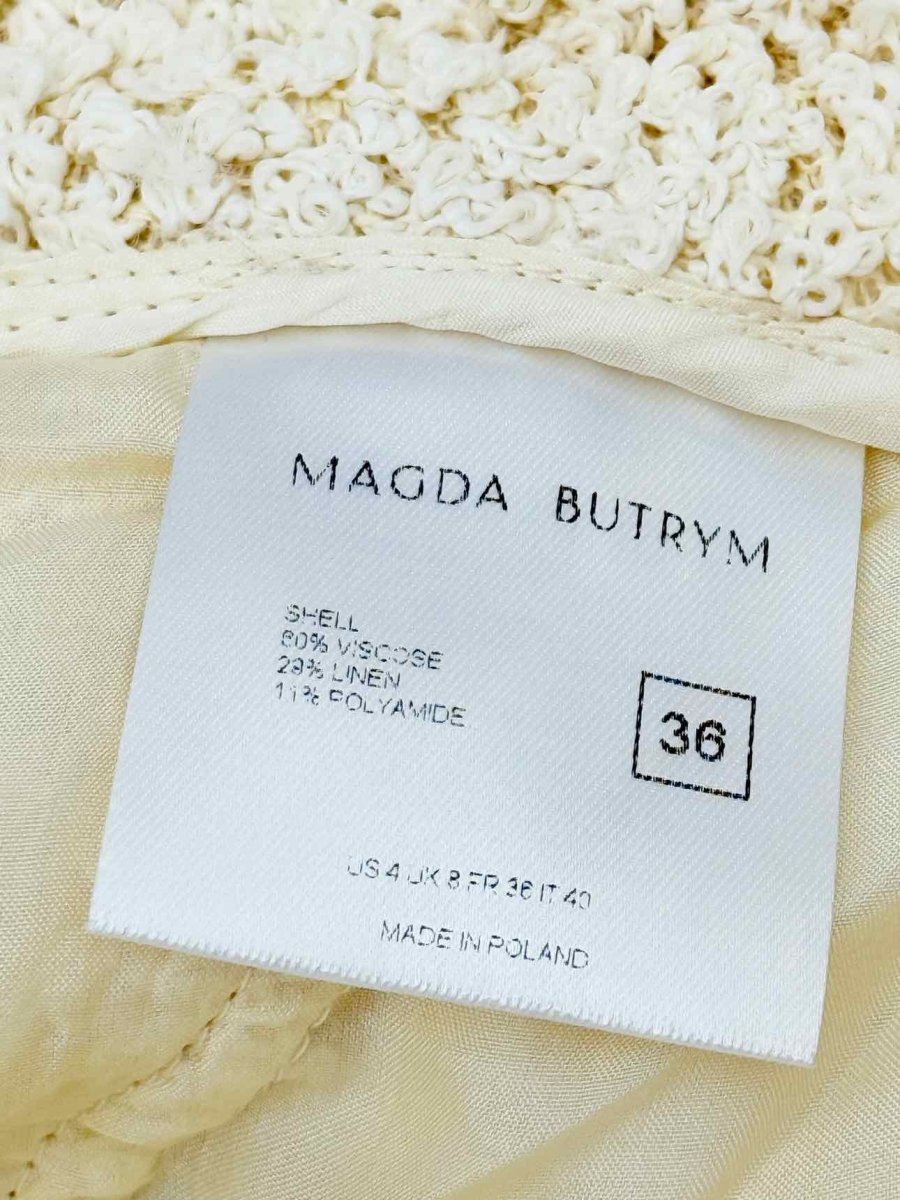 MAGDA BUTRYM
SHELL
60% VISCOSE
29% LINEN
11% POLYAMIDE
36
US 4 UK 8 FR 36 IT 40
MADE IN POLAND